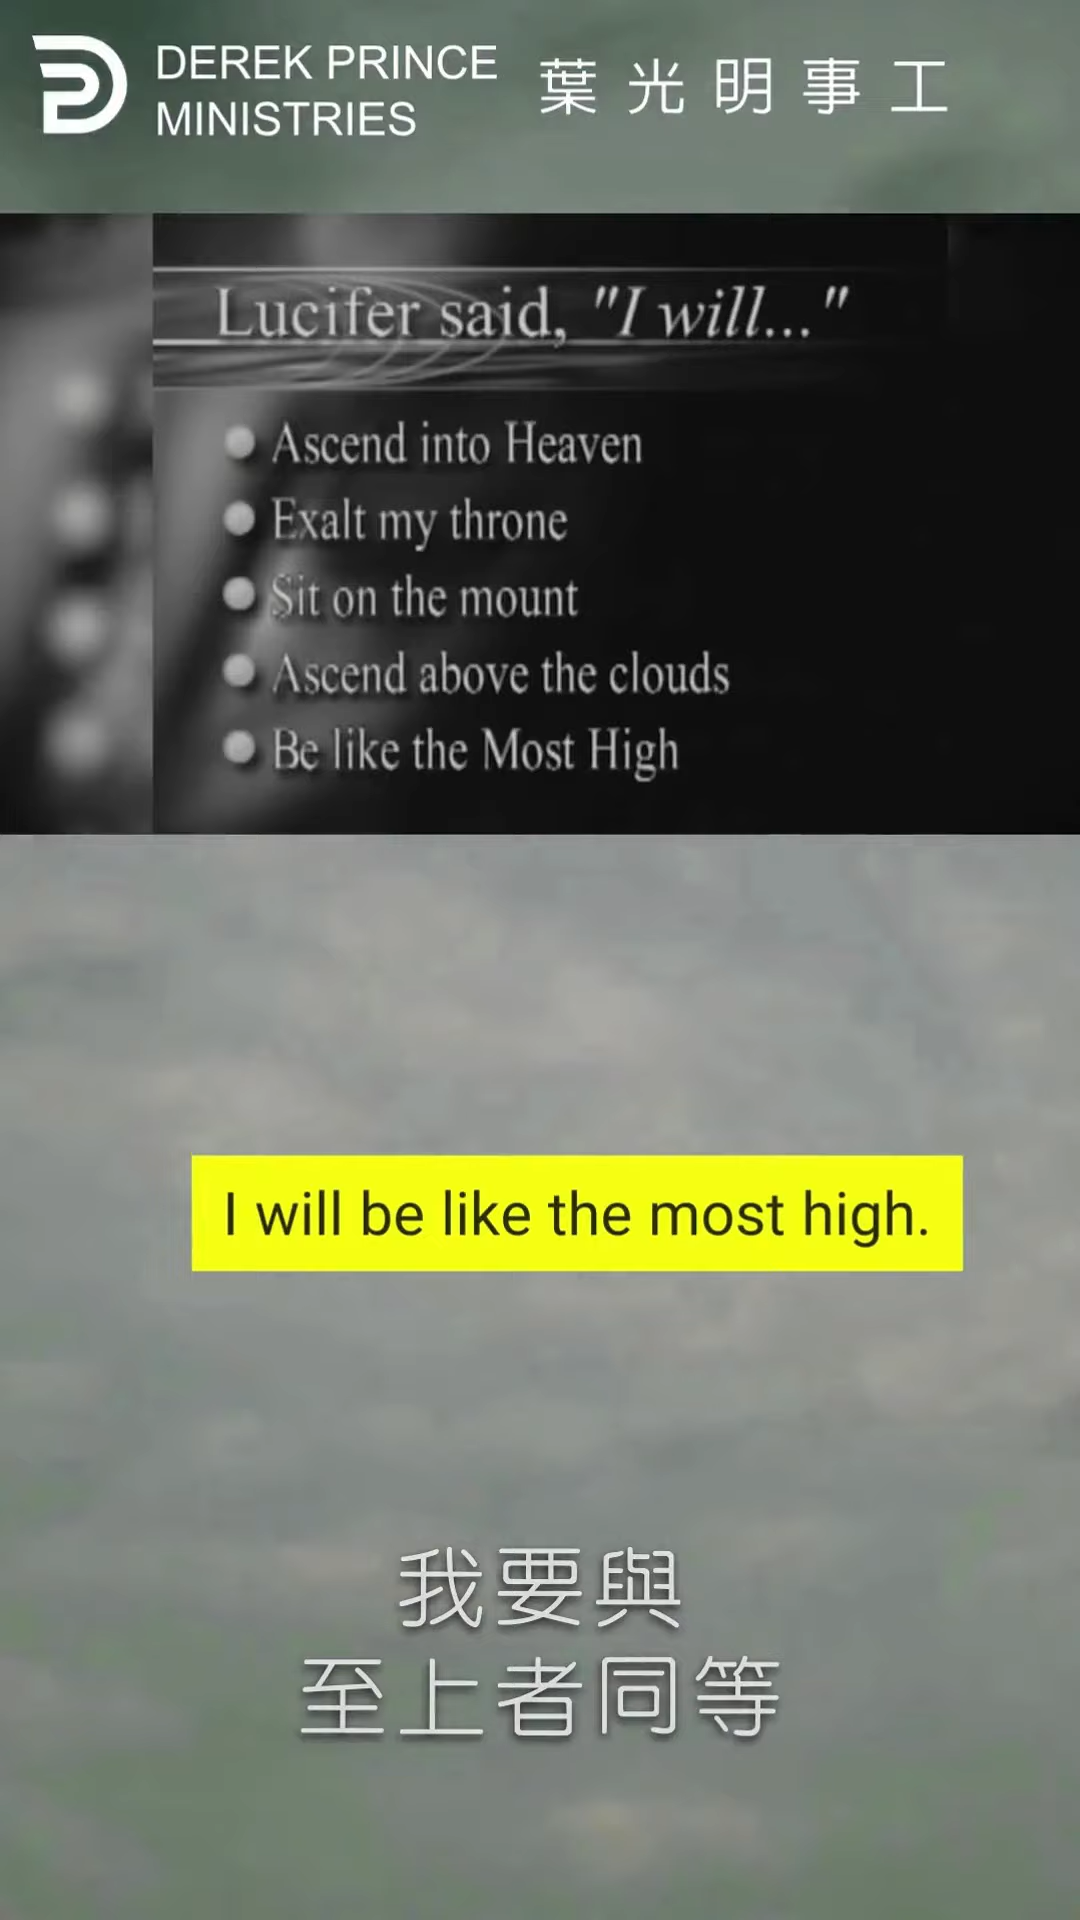 DEREK PRINCE
MINISTRIES
葉光明事工
Lucifer said, "I will..."
Ascend into Heaven
Exalt my throne
Sit on the mount
Ascend above the clouds
Be like the Most High
I will be like the most high.
我要與
至上者同等